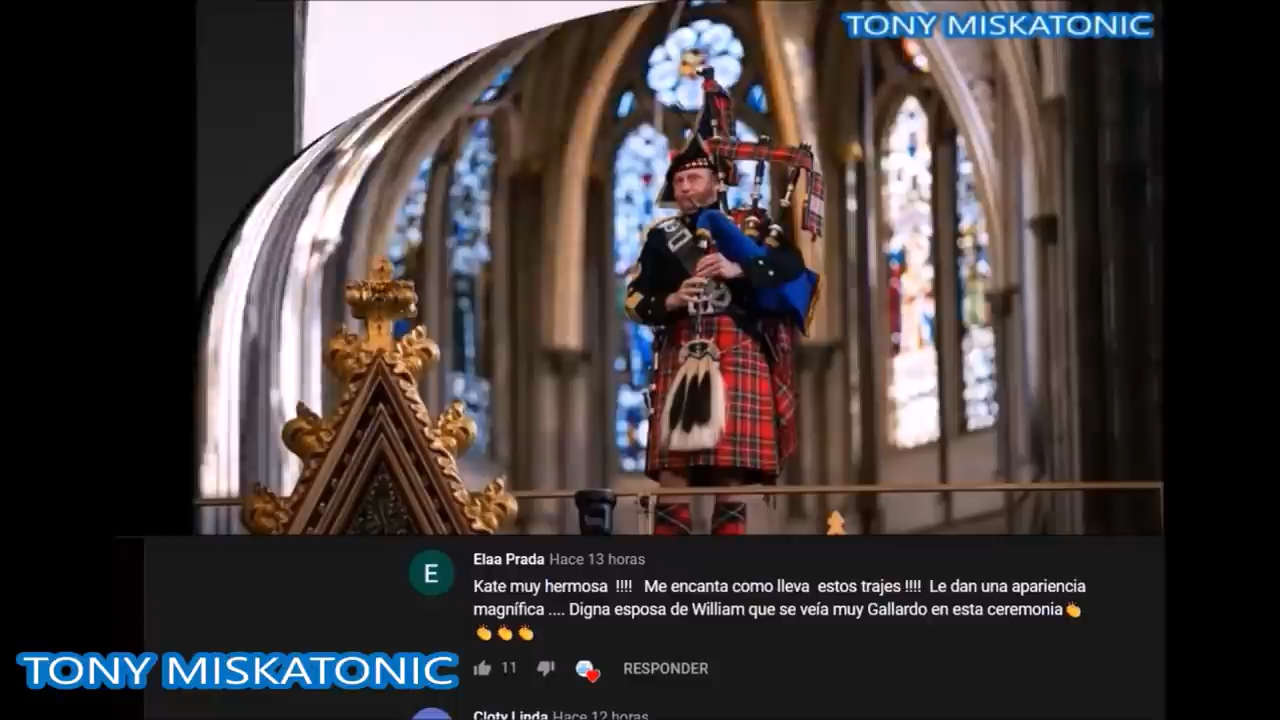 TONY MISKATONIC
Elaa Prada Hace 13 horas
Kate muy hermosa !!!! Me encanta como lleva estos trajes !!!! Le dan una apariencia
magnífica .... Digna esposa de William que se veía muy Gallardo en esta ceremonia👏
👏👏👏
11 RESPONDER
TONY MISKATONIC
Cloty Linda Hace 12 horas